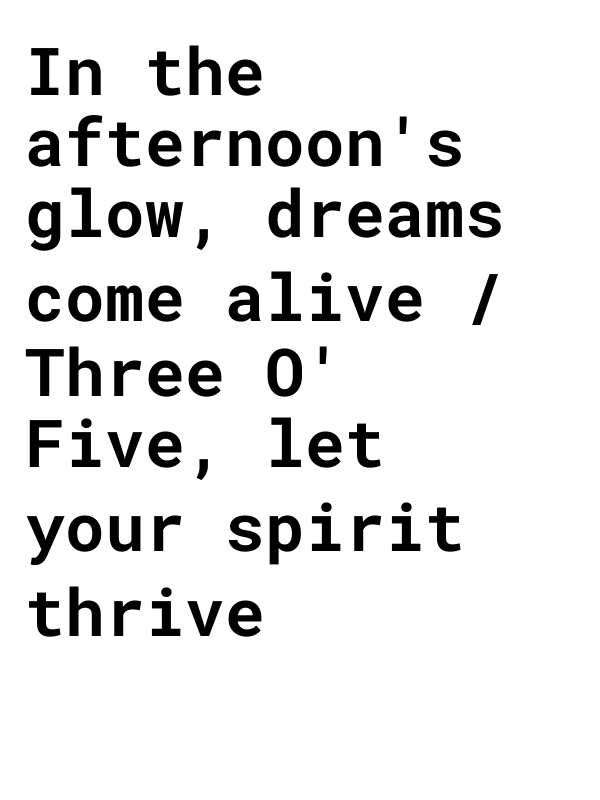 In the
afternoon's
glow, dreams
come alive /
Three O'
Five, let
your spirit
thrive